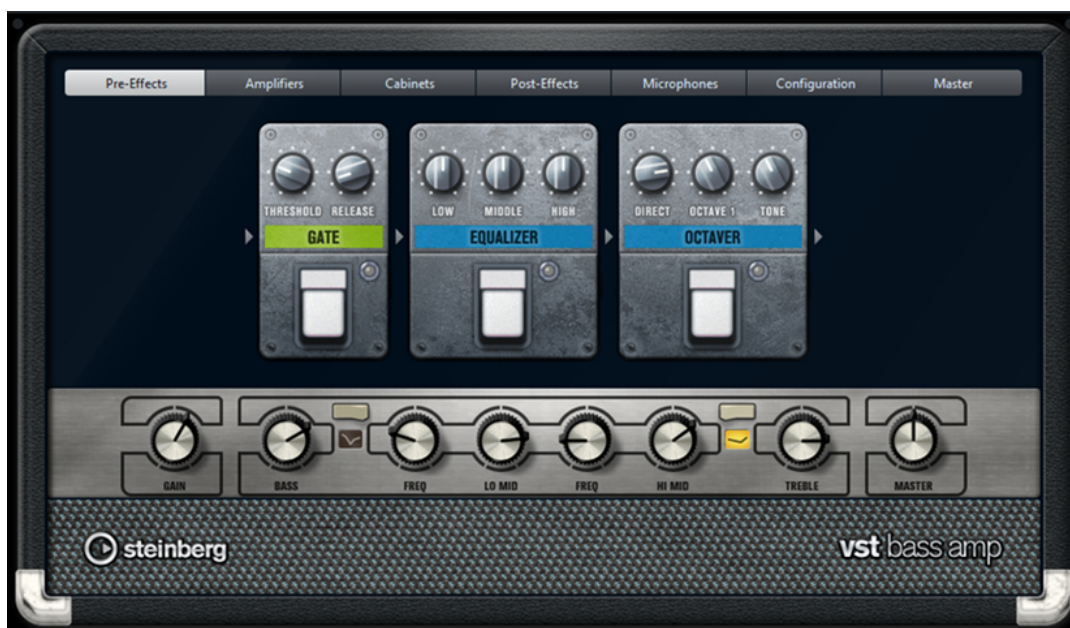 Pre-Effects Amplifiers Cabinets Post-Effects Microphones Configuration Master
THRESHOLD RELEASE LOW MIDDLE HIGH DIRECT OCTAVE 1 TONE
GATE EQUALIZER OCTAVER
GAIN BASS FREQ LO MID FREQ HI MID TREBLE MASTER
steinberg vst bass amp